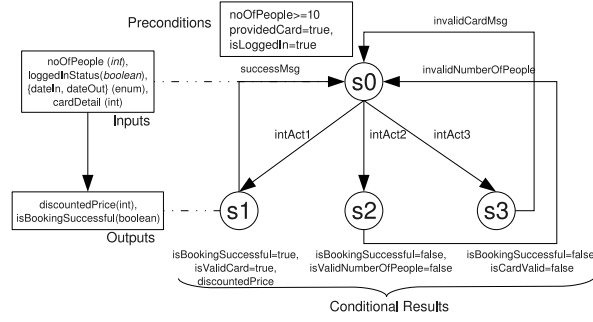 Preconditions
noOfPeople>=10
providedCard=true,
isLoggedIn=true
invalidCardMsg
noOfPeople (int),
loggedInStatus(boolean),
{dateIn, dateOut} (enum),
cardDetail (int)
Inputs
successMsg
invalidNumberOfPeople
s0
intAct1
intAct2
intAct3
discountedPrice(int),
isBookingSuccessful(boolean)
Outputs
s1
s2
s3
isBookingSuccessful=true,
isValidCard=true,
discountedPrice
isBookingSuccessful=false,
isValidNumberOfPeople=false
isBookingSuccessful=false
isCardValid=false
Conditional Results